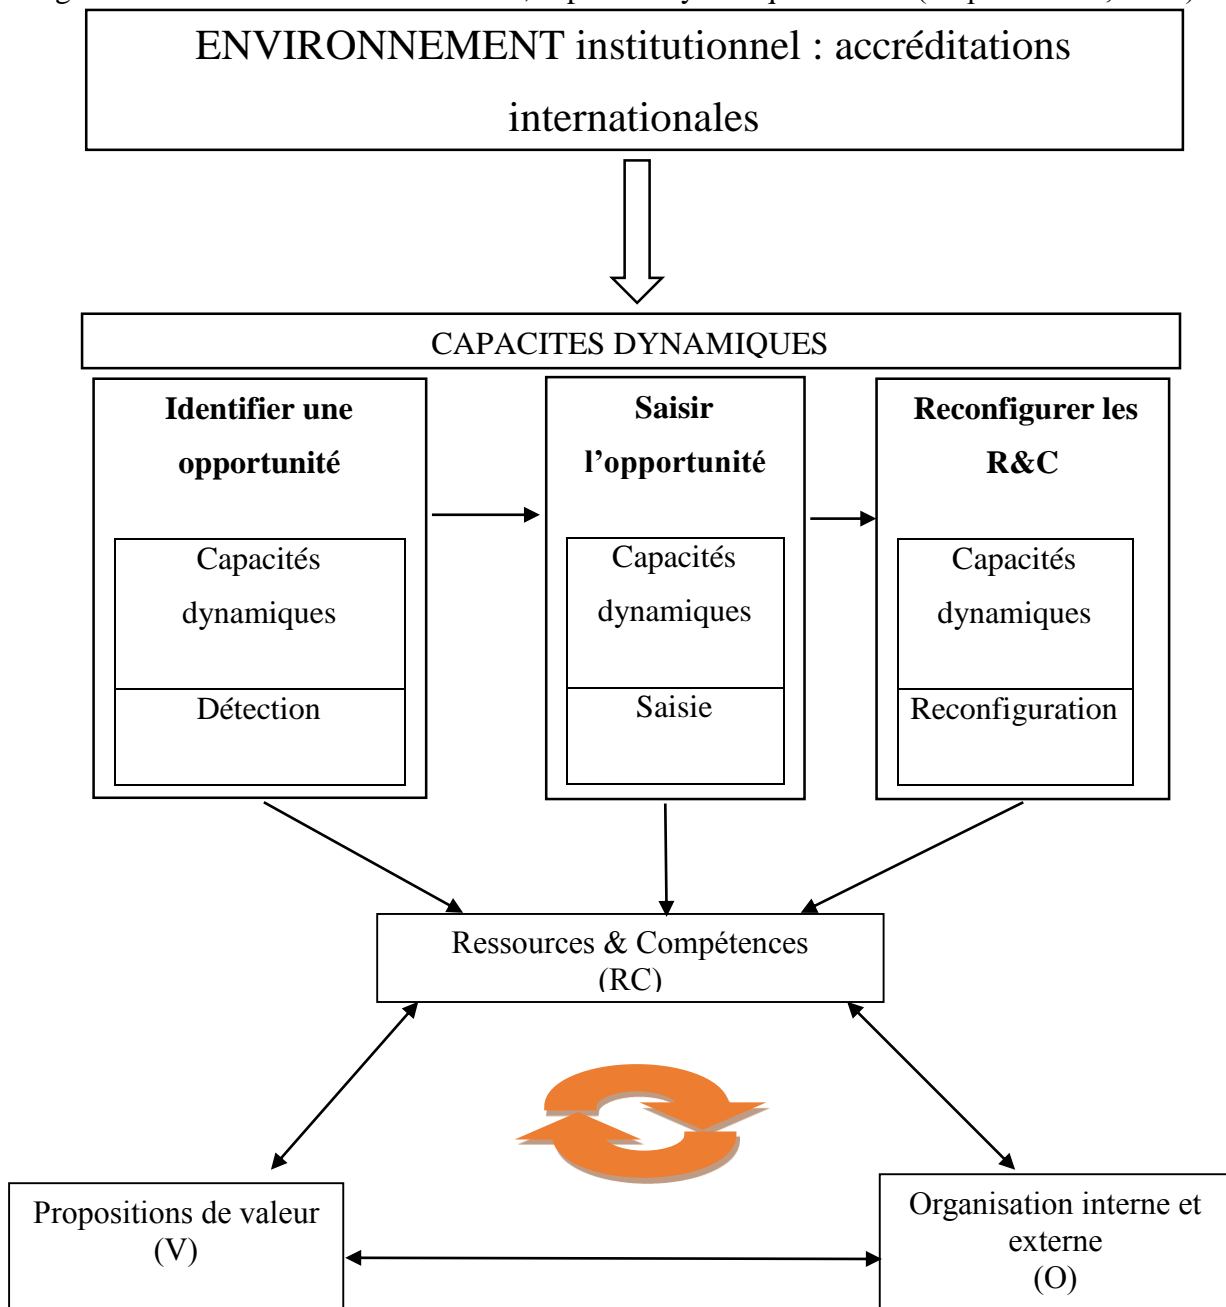 ENVIRONNEMENT institutionnel : accréditations
internationales
CAPACITES DYNAMIQUES
Identifier une
opportunité
Capacités
dynamiques
Détection
Saisir
l’opportunité
Capacités
dynamiques
Saisie
Reconfigurer les
R&C
Capacités
dynamiques
Reconfiguration
Ressources & Compétences
(RC)
Propositions de valeur
(V)
Organisation interne et
externe
(O)